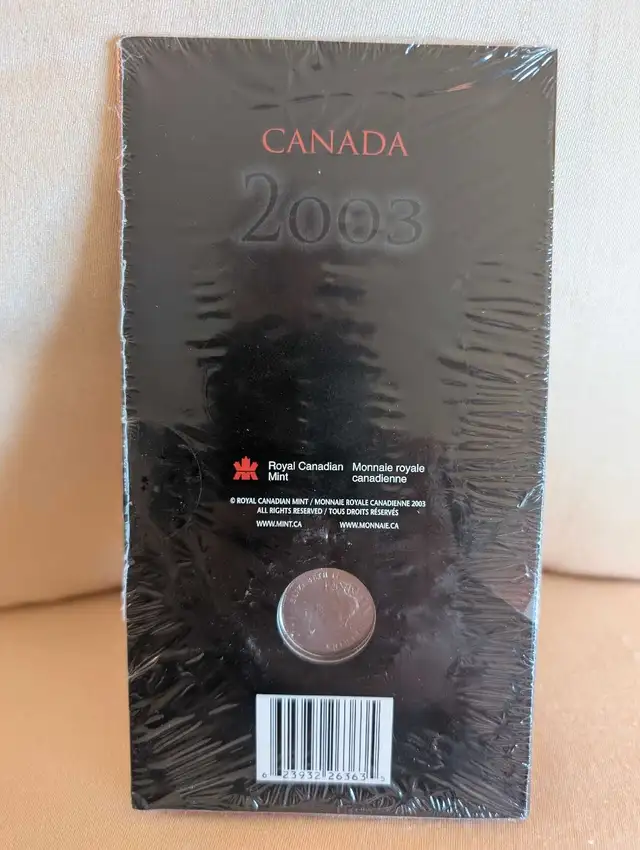 CANADA
2003
Royal Canadian Mint
Monnaie royale canadienne
© ROYAL CANADIAN MINT / MONNAIE ROYALE CANADIENNE 2003
ALL RIGHTS RESERVED / TOUS DROITS RÉSERVÉS
WWW.MINT.CA WWW.MONNAIE.CA
6 23932 26363 5